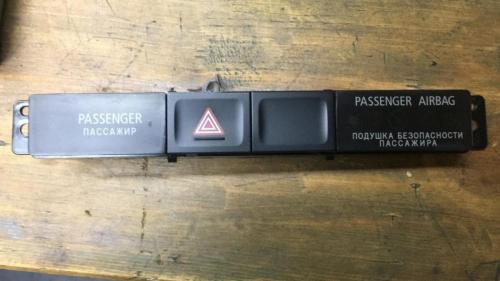 PASSENGER
ПАССАЖИР
PASSENGER AIRBAG
ПОДУШКА БЕЗОПАСНОСТИ
ПАССАЖИРА